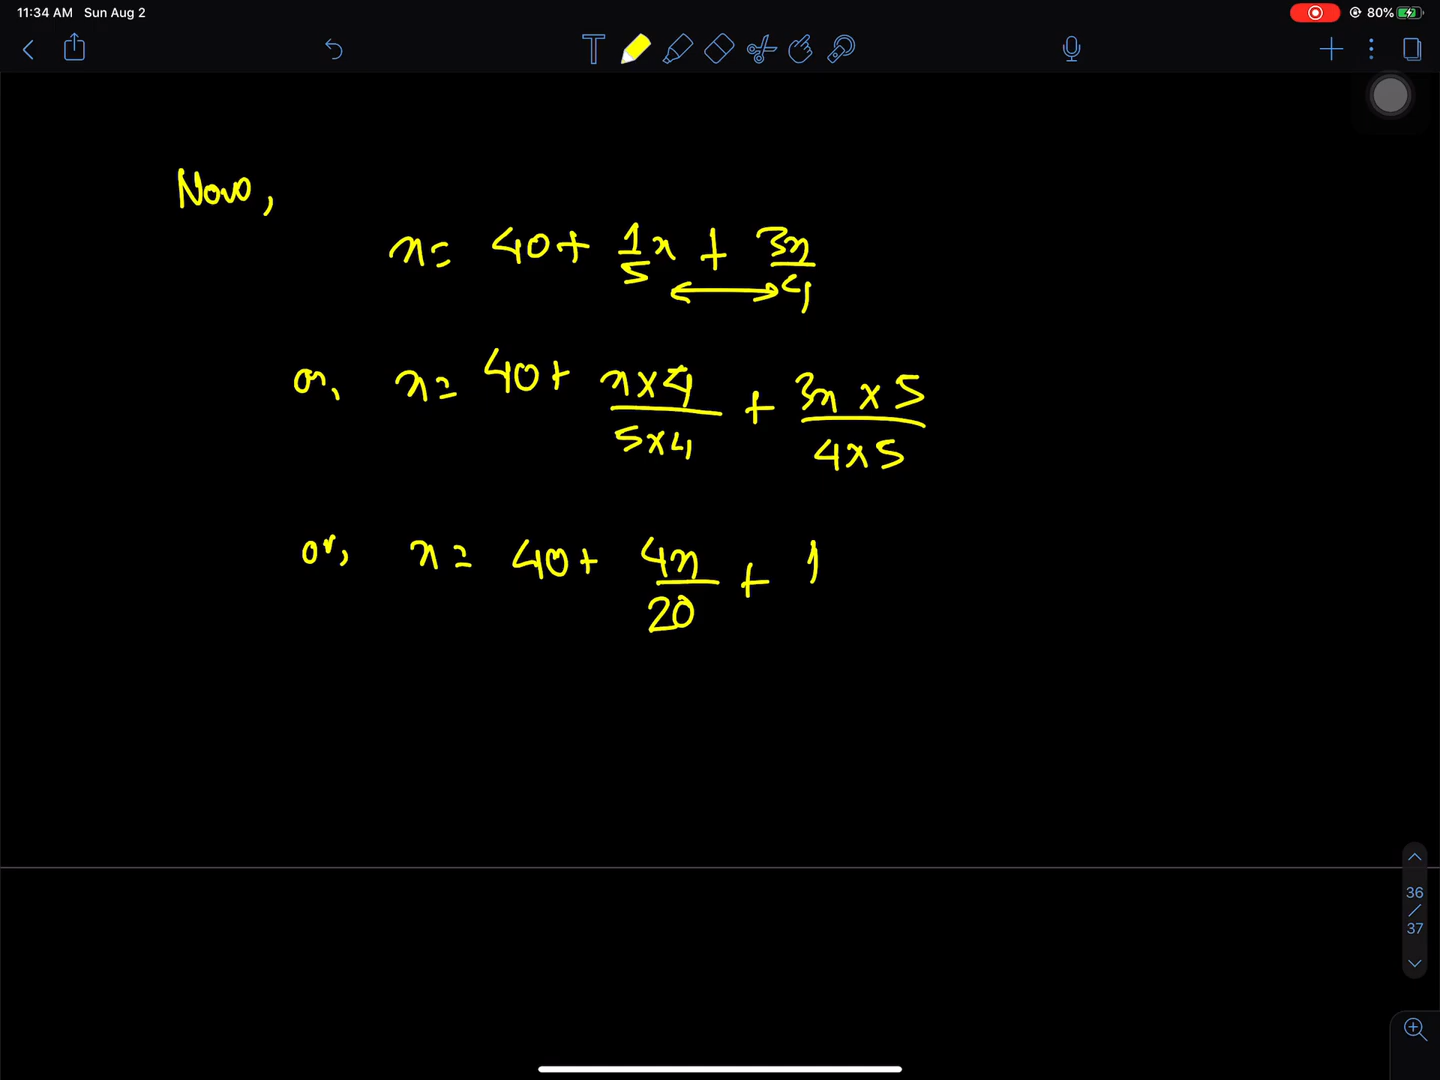 11:34 AM Sun Aug 2
80%
Now,
x = 40 + 1/5 x + 3x/4
or, x = 40 + x×4/5×4 + 3x × 5/4×5
or, x = 40 + 4x/20 + 1
36
/
37